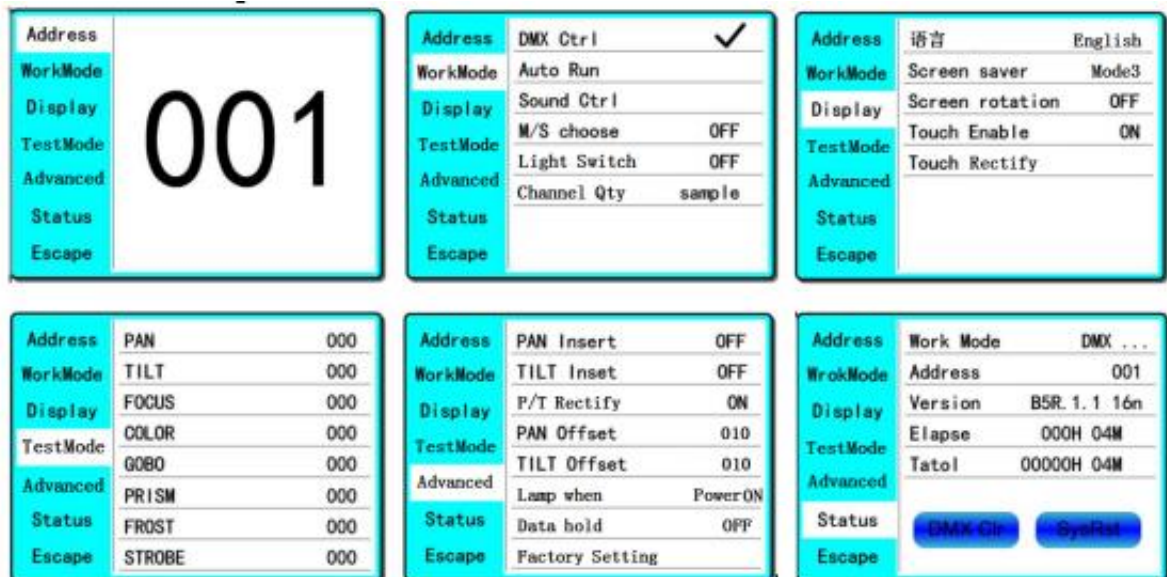 Address
WorkMode
Display
TestMode
Advanced
Status
Escape
001
Address
WorkMode
Display
TestMode
Advanced
Status
Escape
DMX Ctrl
Auto Run
Sound Ctrl
M/S choose OFF
Light Switch OFF
Channel Qty sample
Address
WorkMode
Display
TestMode
Advanced
Status
Escape
语言 English
Screen saver Mode3
Screen rotation OFF
Touch Enable ON
Touch Rectify
Address
WorkMode
Display
TestMode
Advanced
Status
Escape
PAN 000
TILT 000
FOCUS 000
COLOR 000
GOBO 000
PRISM 000
FROST 000
STROBE 000
Address
WorkMode
Display
TestMode
Advanced
Status
Escape
PAN Insert OFF
TILT Inset OFF
P/T Rectify ON
PAN Offset 010
TILT Offset 010
Lamp when PowerON
Data hold OFF
Factory Setting
Address
WrokMode
Display
TestMode
Advanced
Status
Escape
Work Mode DMX ...
Address 001
Version B5R.1.1 16n
Elapse 000H 04M
Tatol 00000H 04M
DMX Clr SysRst